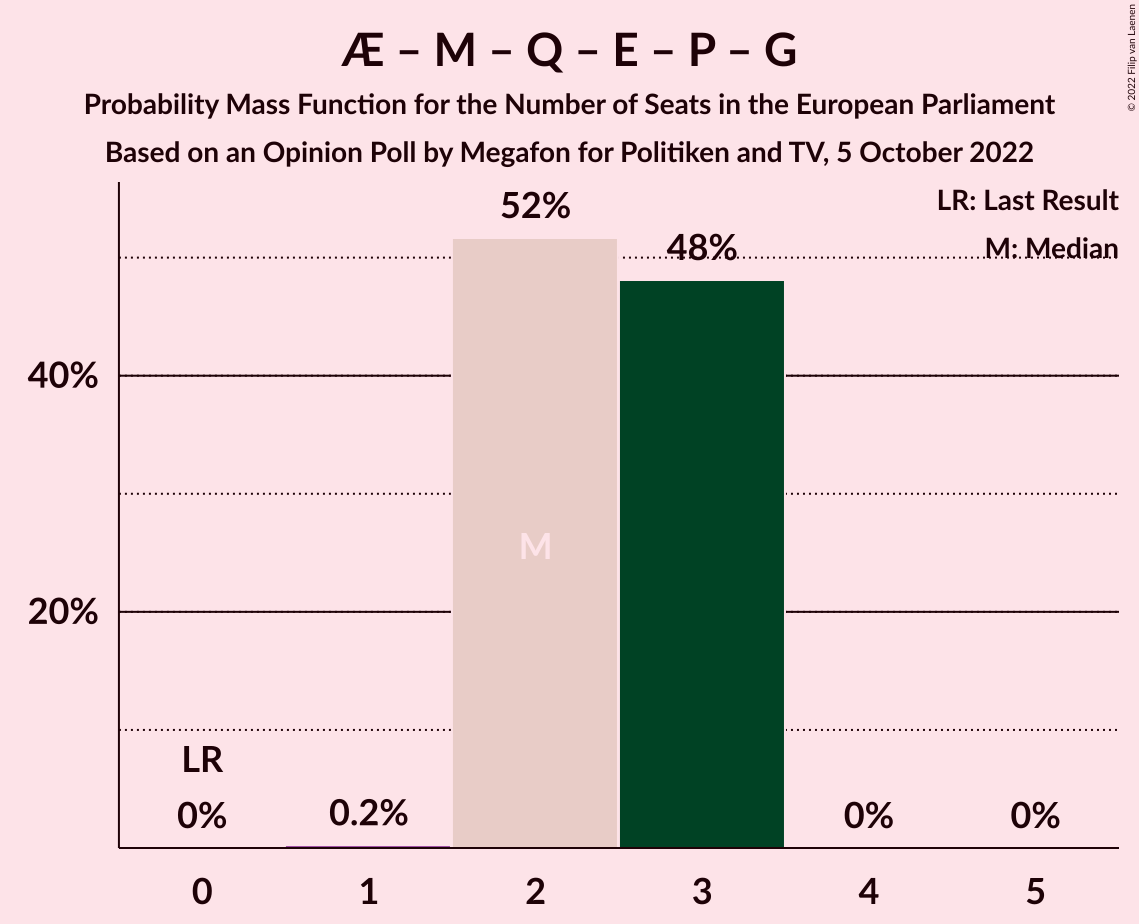 Æ – M – Q – E – P – G
Probability Mass Function for the Number of Seats in the European Parliament
Based on an Opinion Poll by Megafon for Politiken and TV, 5 October 2022
© 2022 Filip van Laenen
LR: Last Result
M: Median
52%
48%
40%
M
20%
LR
0%
0.2%
0%
0%
0
1
2
3
4
5